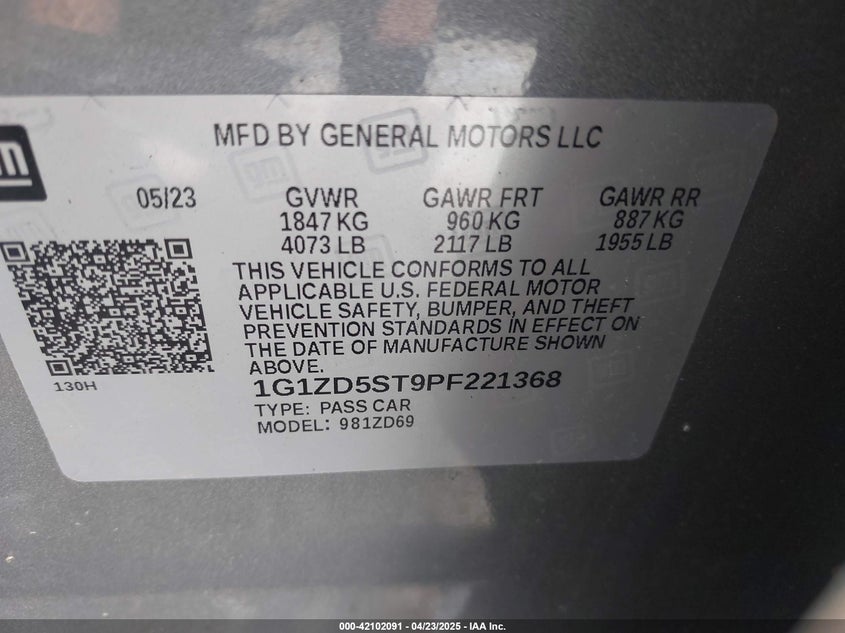 gm
MFD BY GENERAL MOTORS LLC
05/23 GVWR GAWR FRT GAWR RR
1847 KG 960 KG 887 KG
4073 LB 2117 LB 1955 LB
THIS VEHICLE CONFORMS TO ALL
APPLICABLE U.S. FEDERAL MOTOR
VEHICLE SAFETY, BUMPER, AND THEFT
PREVENTION STANDARDS IN EFFECT ON
THE DATE OF MANUFACTURE SHOWN
ABOVE.
130H
1G1ZD5ST9PF221368
TYPE: PASS CAR
MODEL: 981ZD69
000-42102091 - 04/23/2025 - IAA Inc.